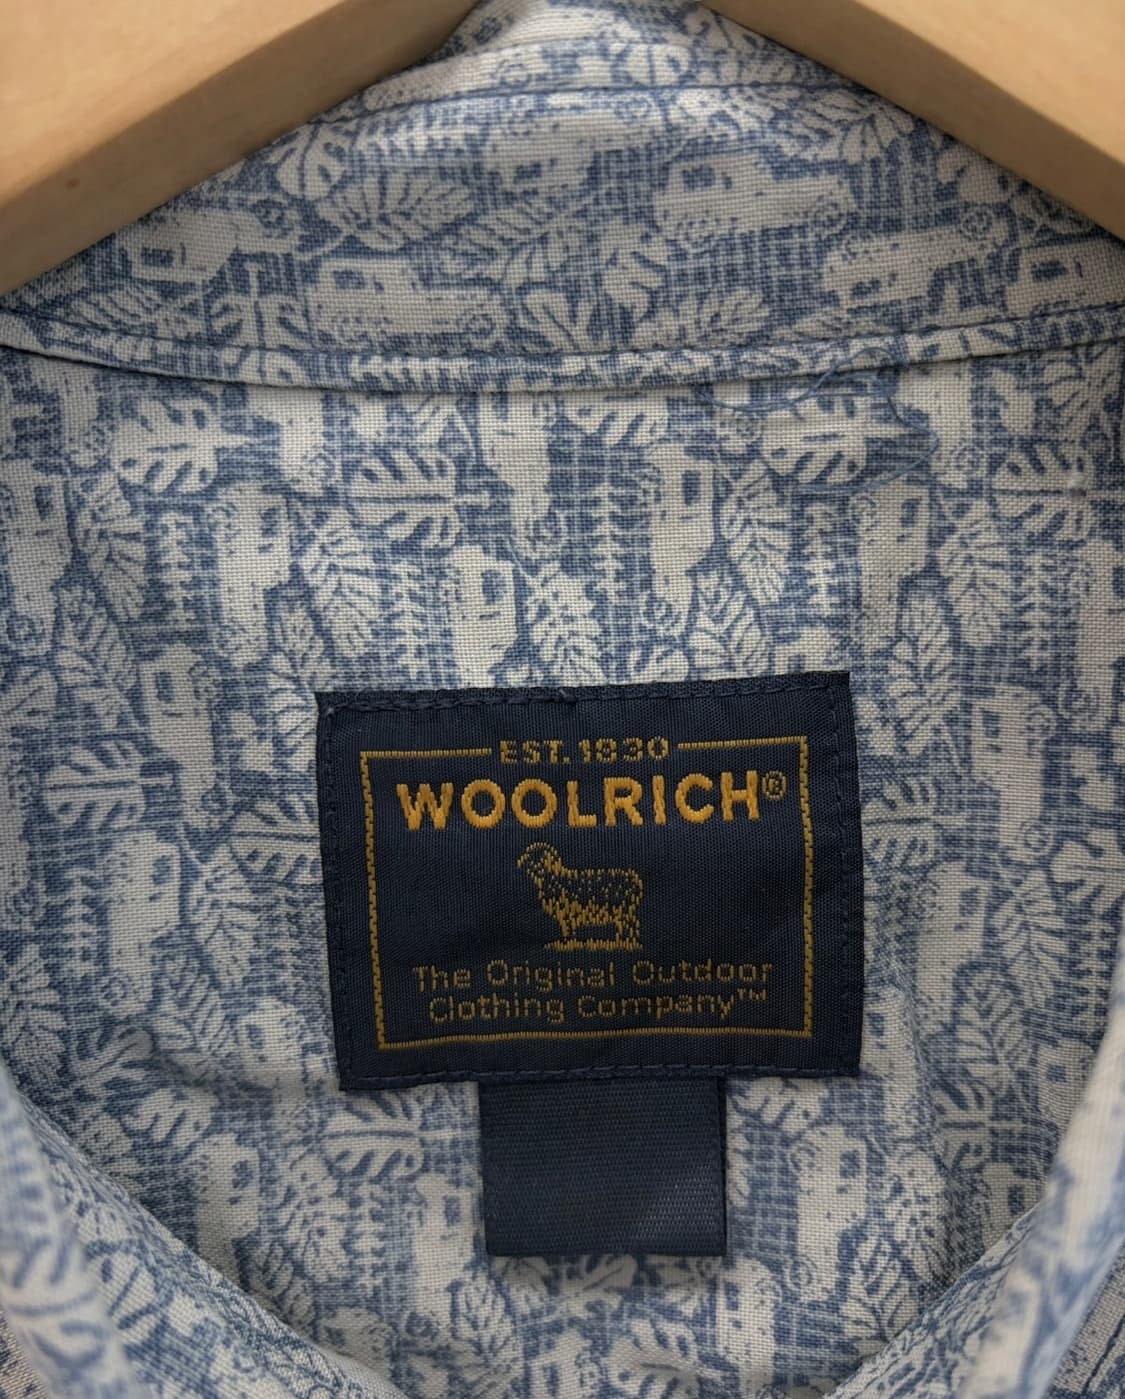 EST. 1830
WOOLRICH®
The Original Outdoor
Clothing Company™